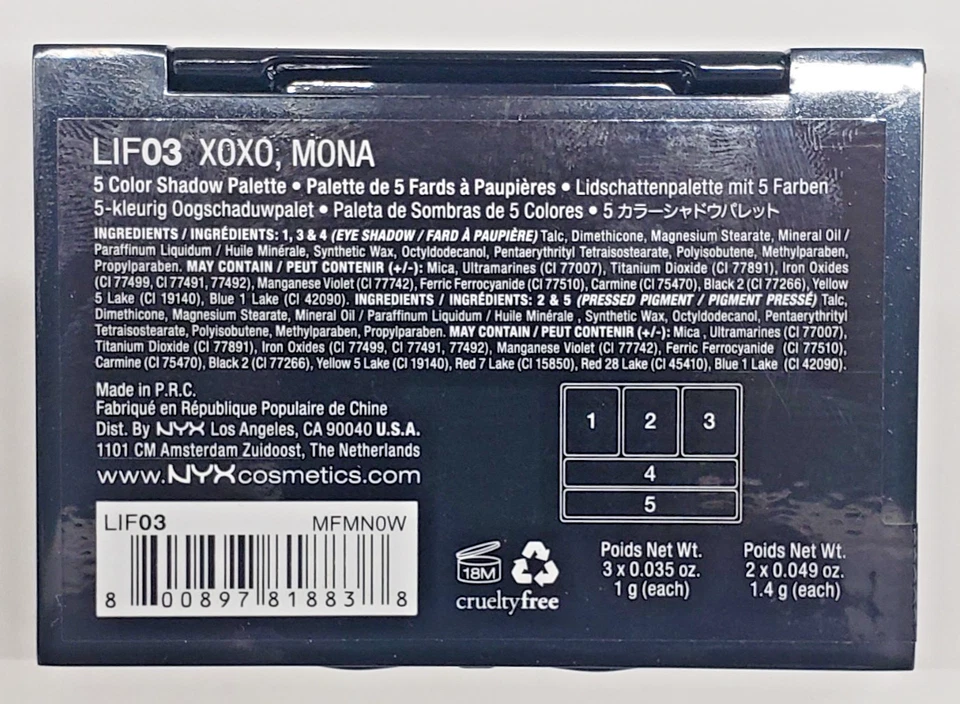 LIF03 XOXO, MONA
5 Color Shadow Palette • Palette de 5 Fards à Paupières • Lidschattenpalette mit 5 Farben
5-kleurig Oogschaduwpalet • Paleta de Sombras de 5 Colores • 5 カラーシャドウパレット
INGREDIENTS / INGRÉDIENTS: 1, 3 & 4 (EYE SHADOW / FARD À PAUPIÈRE) Talc, Dimethicone, Magnesium Stearate, Mineral Oil /
Paraffinum Liquidum / Huile Minérale, Synthetic Wax, Octyldodecanol, Pentaerythrityl Tetraisostearate, Polyisobutene, Methylparaben,
Propylparaben. MAY CONTAIN / PEUT CONTENIR (+/-): Mica, Ultramarines (CI 77007), Titanium Dioxide (CI 77891), Iron Oxides
(CI 77499, CI 77491, 77492), Manganese Violet (CI 77742), Ferric Ferrocyanide (CI 77510), Carmine (CI 75470), Black 2 (CI 77266), Yellow
5 Lake (CI 19140), Blue 1 Lake (CI 42090). INGREDIENTS / INGRÉDIENTS: 2 & 5 (PRESSED PIGMENT / PIGMENT PRESSÉ) Talc,
Dimethicone, Magnesium Stearate, Mineral Oil / Paraffinum Liquidum / Huile Minérale , Synthetic Wax, Octyldodecanol, Pentaerythrityl
Tetraisostearate, Polyisobutene, Methylparaben, Propylparaben. MAY CONTAIN / PEUT CONTENIR (+/-): Mica , Ultramarines (CI 77007),
Titanium Dioxide (CI 77891), Iron Oxides (CI 77499, CI 77491, 77492), Manganese Violet (CI 77742), Ferric Ferrocyanide (CI 77510),
Carmine (CI 75470), Black 2 (CI 77266), Yellow 5 Lake (CI 19140), Red 7 Lake (CI 15850), Red 28 Lake (CI 45410), Blue 1 Lake (CI 42090).
Made in P.R.C.
Fabriqué en République Populaire de Chine
Dist. By NYX Los Angeles, CA 90040 U.S.A.
1101 CM Amsterdam Zuidoost, The Netherlands
www.NYXcosmetics.com
1 2 3
4
5
LIF03 MFMN0W
8 00897 81883 8
18M
crueltyfree
Poids Net Wt.
3 x 0.035 oz.
1 g (each)
Poids Net Wt.
2 x 0.049 oz.
1.4 g (each)